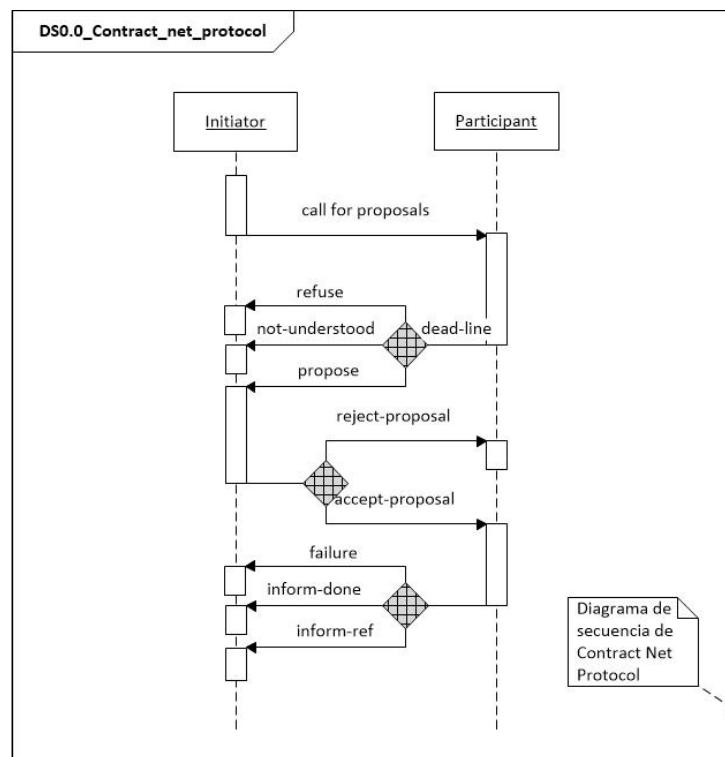 DS0.0_Contract_net_protocol
Initiator
Participant
call for proposals
refuse
not-understood
dead-line
propose
reject-proposal
accept-proposal
failure
inform-done
inform-ref
Diagrama de
secuencia de
Contract Net
Protocol